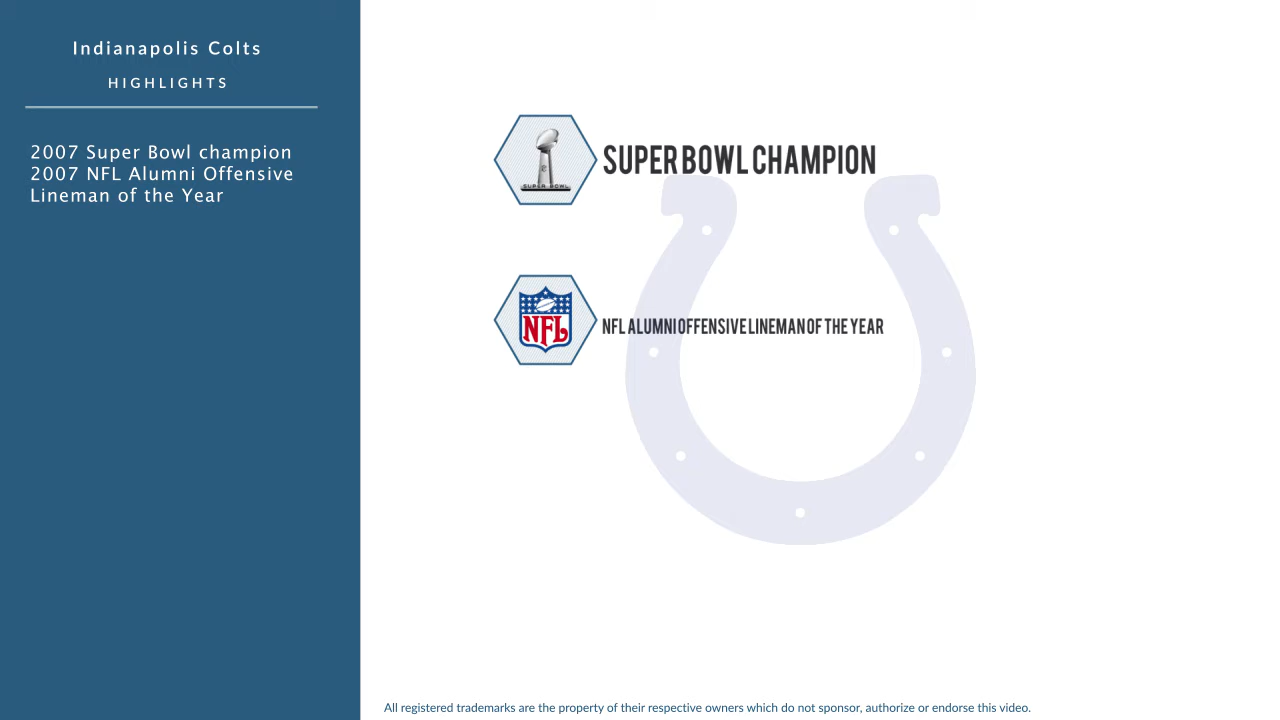 Indianapolis Colts
HIGHLIGHTS
2007 Super Bowl champion
2007 NFL Alumni Offensive
Lineman of the Year
SUPER BOWL
SUPER BOWL CHAMPION
NFL
NFL ALUMNI OFFENSIVE LINEMAN OF THE YEAR
All registered trademarks are the property of their respective owners which do not sponsor, authorize or endorse this video.